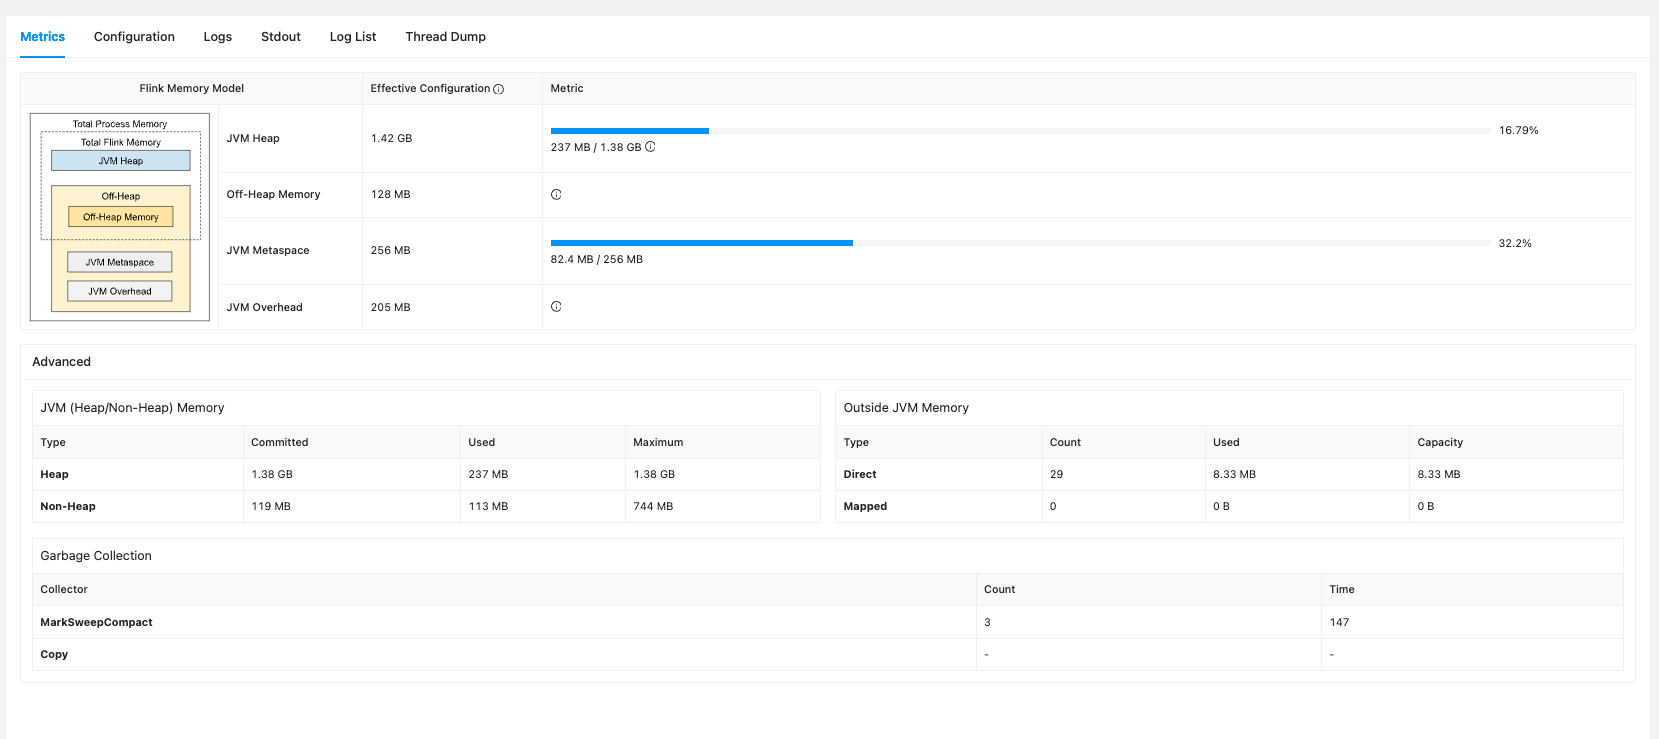 Metrics Configuration Logs Stdout Log List Thread Dump
Flink Memory Model Effective Configuration Metric
Total Process Memory
Total Flink Memory
JVM Heap
Off-Heap
Off-Heap Memory
JVM Metaspace
JVM Overhead
JVM Heap 1.42 GB 16.79%
237 MB / 1.38 GB
Off-Heap Memory 128 MB
JVM Metaspace 256 MB 32.2%
82.4 MB / 256 MB
JVM Overhead 205 MB
Advanced
JVM (Heap/Non-Heap) Memory
Type Committed Used Maximum
Heap 1.38 GB 237 MB 1.38 GB
Non-Heap 119 MB 113 MB 744 MB
Outside JVM Memory
Type Count Used Capacity
Direct 29 8.33 MB 8.33 MB
Mapped 0 0 B 0 B
Garbage Collection
Collector Count Time
MarkSweepCompact 3 147
Copy - -